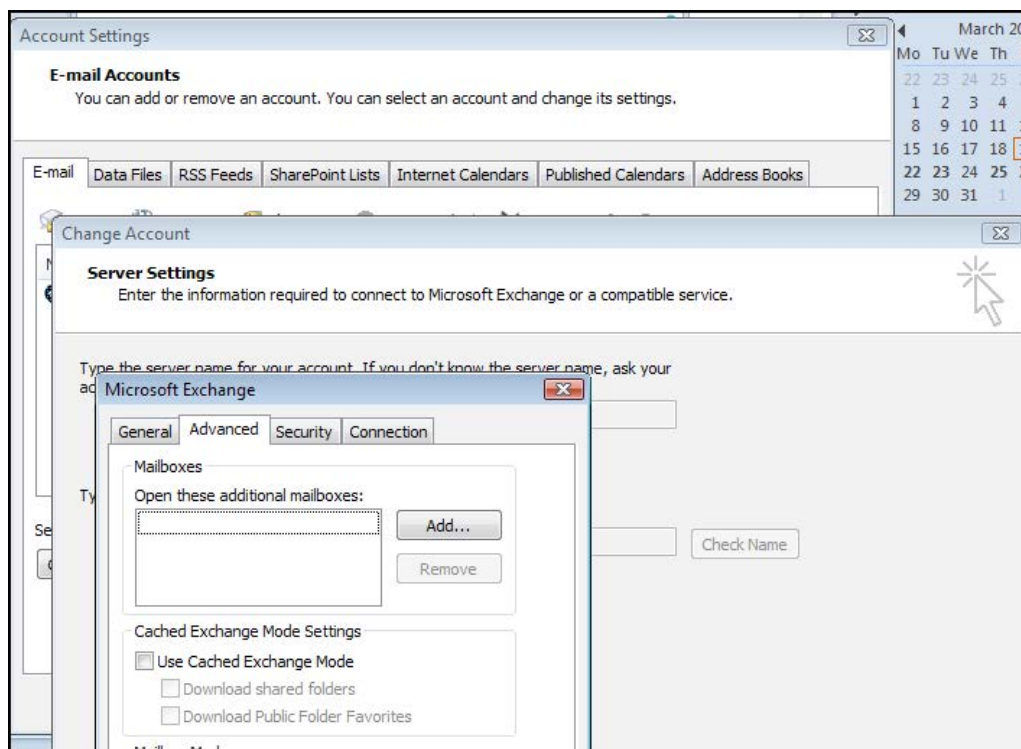 Account Settings
E-mail Accounts
You can add or remove an account. You can select an account and change its settings.
E-mail Data Files RSS Feeds SharePoint Lists Internet Calendars Published Calendars Address Books
March 20
Mo Tu We Th
22 23 24 25
1 2 3 4
8 9 10 11
15 16 17 18
22 23 24 25
29 30 31 1
Change Account
Server Settings
Enter the information required to connect to Microsoft Exchange or a compatible service.
Type the server name for your account. If you don't know the server name, ask your
Microsoft Exchange
General Advanced Security Connection
Mailboxes
Open these additional mailboxes:
Add...
Remove
Check Name
Cached Exchange Mode Settings
Use Cached Exchange Mode
Download shared folders
Download Public Folder Favorites